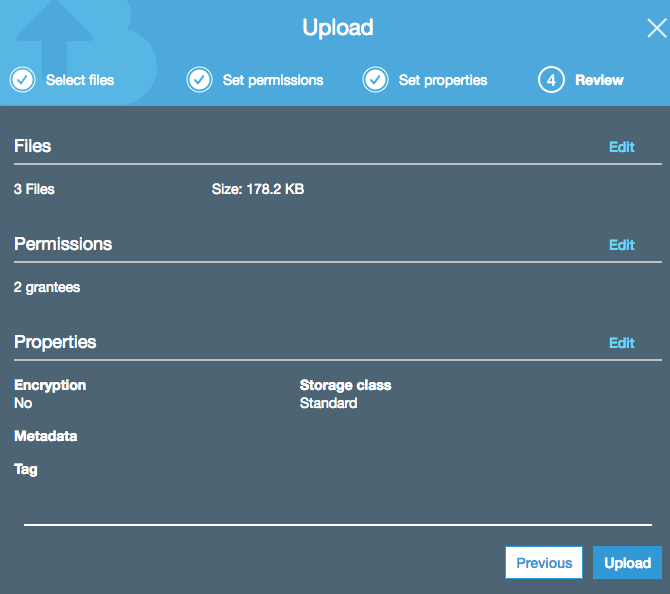 Upload
Select files
Set permissions
Set properties
4 Review
Files Edit
3 Files Size: 178.2 KB
Permissions Edit
2 grantees
Properties Edit
Encryption Storage class
No Standard
Metadata
Tag
Previous Upload